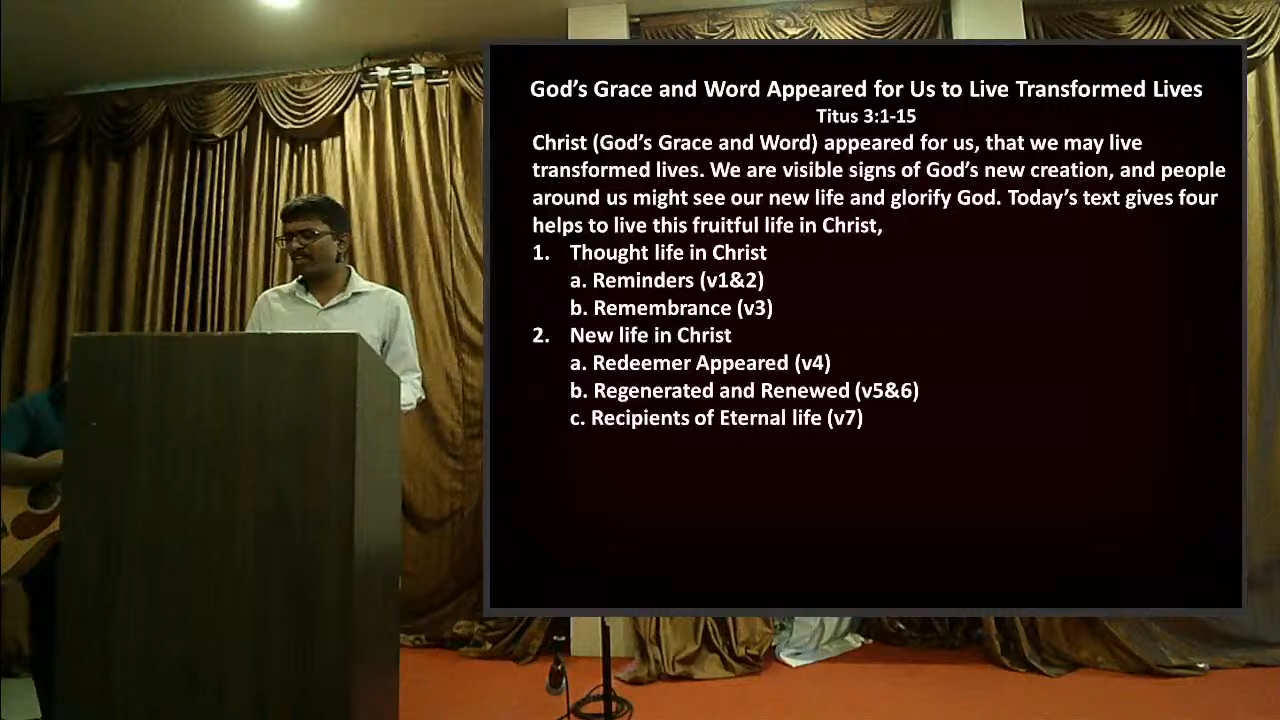 God’s Grace and Word Appeared for Us to Live Transformed Lives
Titus 3:1-15
Christ (God’s Grace and Word) appeared for us, that we may live
transformed lives. We are visible signs of God’s new creation, and people
around us might see our new life and glorify God. Today’s text gives four
helps to live this fruitful life in Christ,
1. Thought life in Christ
a. Reminders (v1&2)
b. Remembrance (v3)
2. New life in Christ
a. Redeemer Appeared (v4)
b. Regenerated and Renewed (v5&6)
c. Recipients of Eternal life (v7)